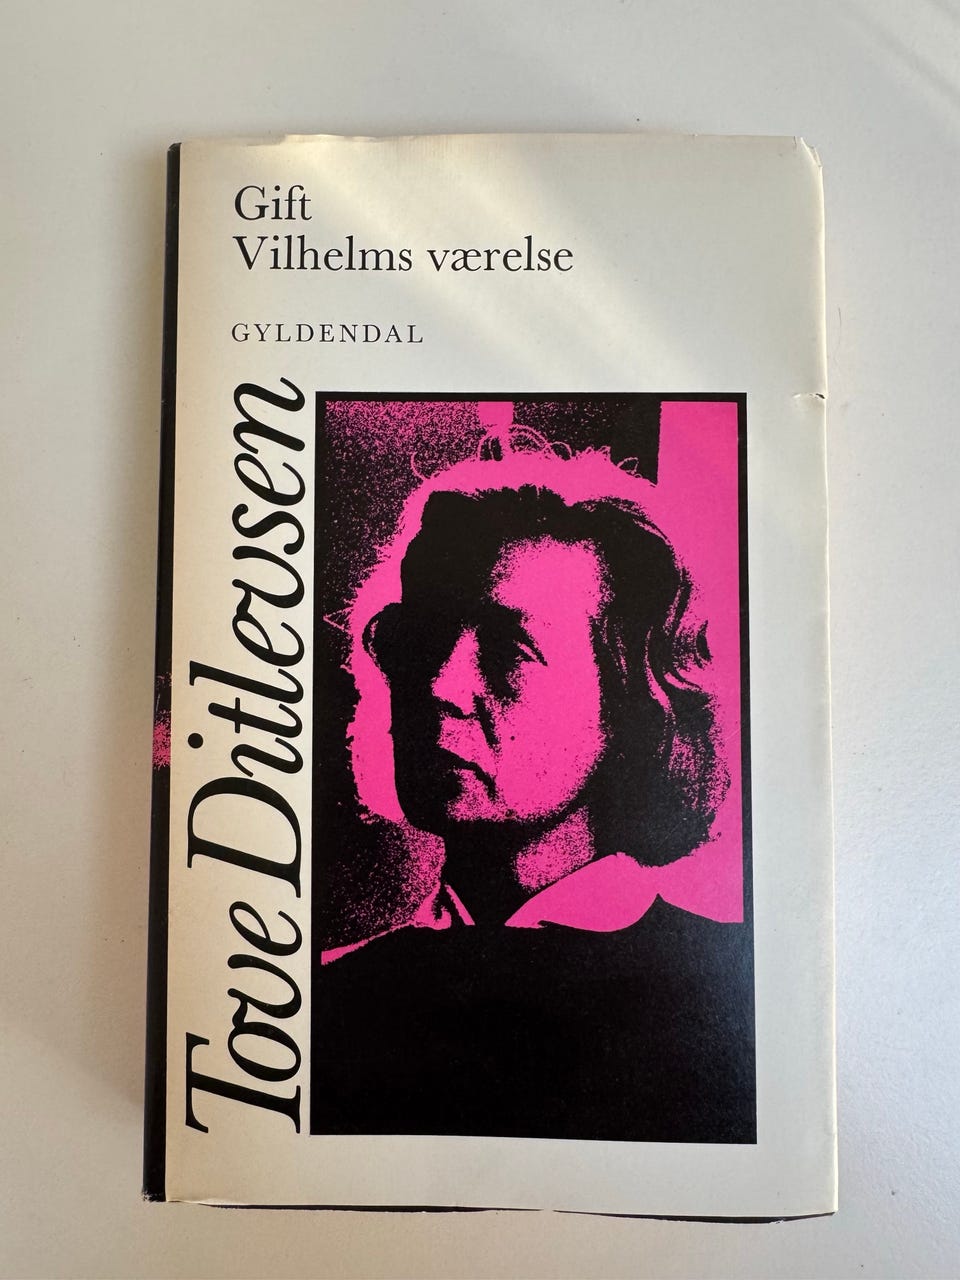 Gift
Vilhelms værelse
GYLDENDAL
Tove Ditlevsen